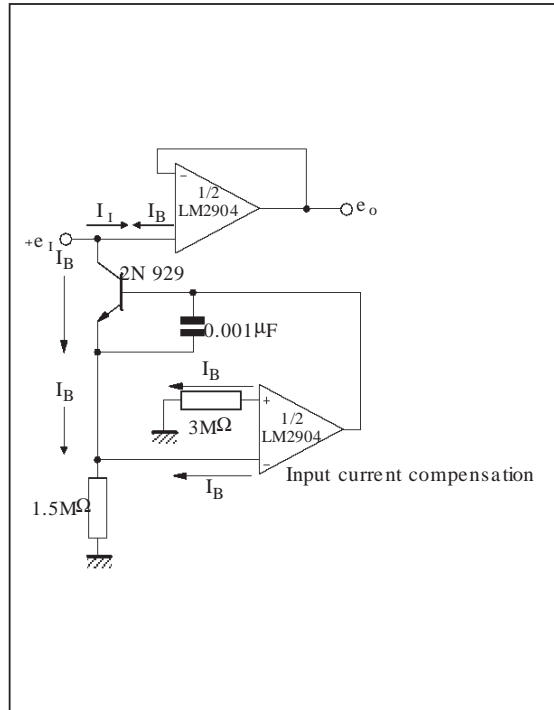 −
1/2
LM2904
I I
I B
e o
+e I
I B
2N 929
0.001µF
I B
I B
+
1/2
LM2904
3MΩ
−
Input current compensation
I B
1.5MΩ